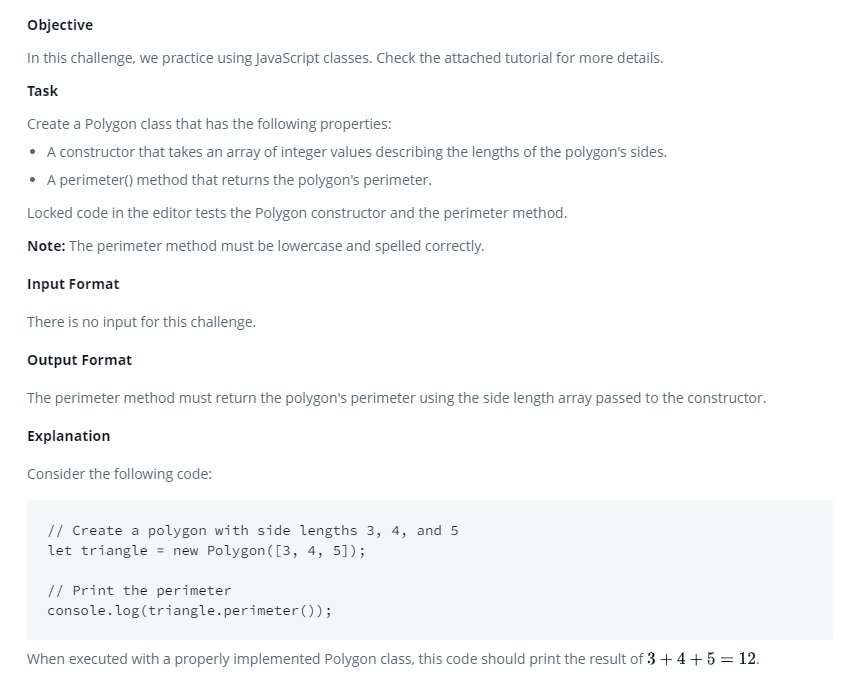 Objective
In this challenge, we practice using JavaScript classes. Check the attached tutorial for more details.
Task
Create a Polygon class that has the following properties:
• A constructor that takes an array of integer values describing the lengths of the polygon's sides.
• A perimeter() method that returns the polygon's perimeter.
Locked code in the editor tests the Polygon constructor and the perimeter method.
Note: The perimeter method must be lowercase and spelled correctly.
Input Format
There is no input for this challenge.
Output Format
The perimeter method must return the polygon's perimeter using the side length array passed to the constructor.
Explanation
Consider the following code:
// Create a polygon with side lengths 3, 4, and 5
let triangle = new Polygon([3, 4, 5]);
// Print the perimeter
console.log(triangle.perimeter());
When executed with a properly implemented Polygon class, this code should print the result of 3 + 4 + 5 = 12.